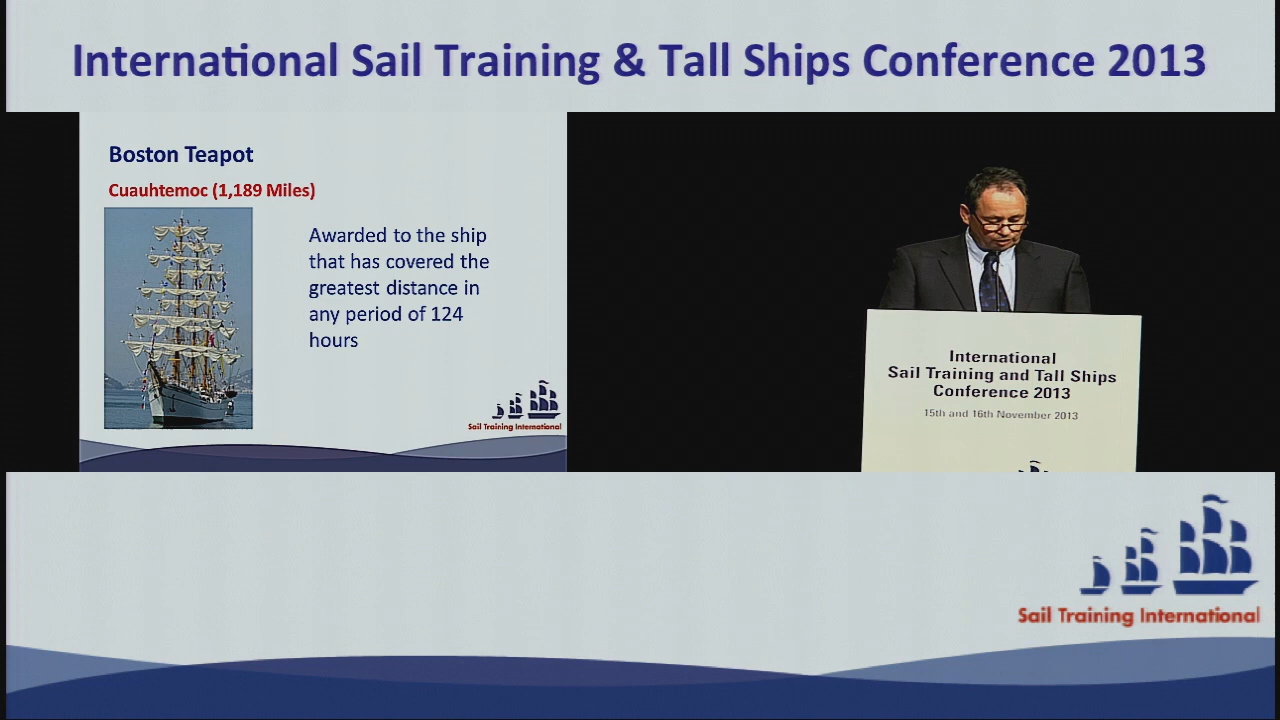 International Sail Training & Tall Ships Conference 2013
Boston Teapot
Cuauhtemoc (1,189 Miles)
Awarded to the ship
that has covered the
greatest distance in
any period of 124
hours
Sail Training International
International
Sail Training and Tall Ships
Conference 2013
15th and 16th November 2013
Sail Training International